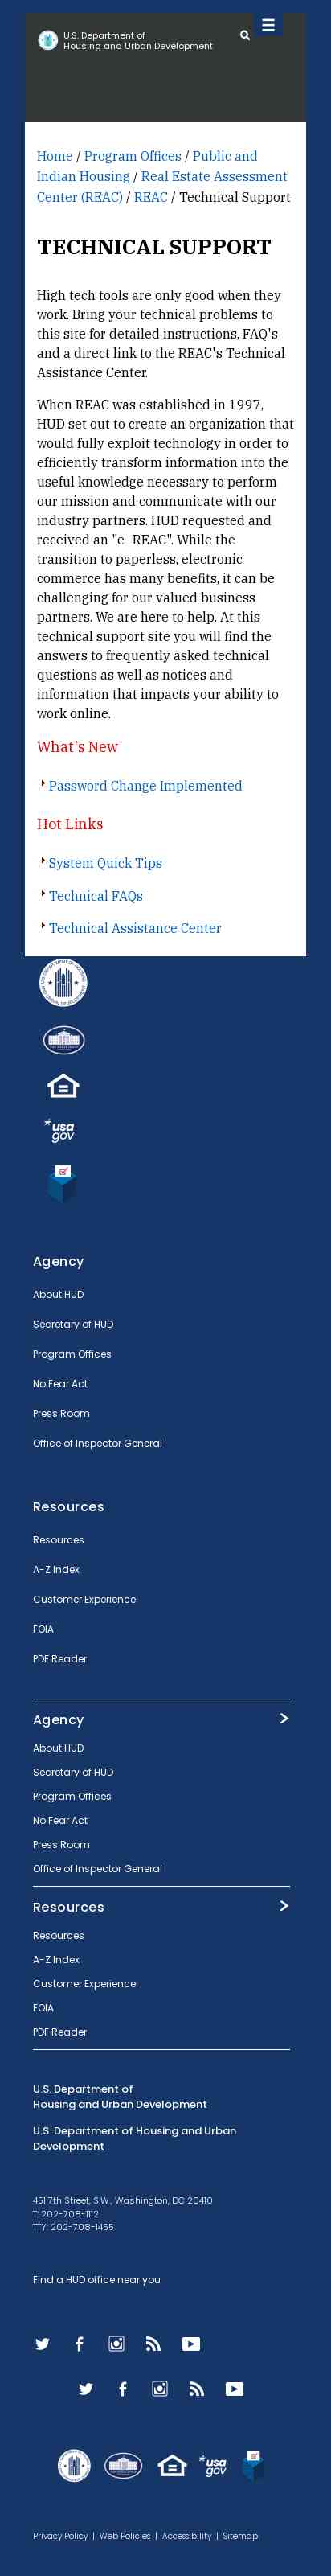 U.S. Department of
Housing and Urban Development
Home / Program Offices / Public and
Indian Housing / Real Estate Assessment
Center (REAC) / REAC / Technical Support
TECHNICAL SUPPORT
High tech tools are only good when they
work. Bring your technical problems to
this site for detailed instructions, FAQ's
and a direct link to the REAC's Technical
Assistance Center.
When REAC was established in 1997,
HUD set out to create an organization that
would fully exploit technology in order to
efficiently transform information into the
useful knowledge necessary to perform
our mission and communicate with our
industry partners. HUD requested and
received an "e -REAC". While the
transition to paperless, electronic
commerce has many benefits, it can be
challenging for our valued business
partners. We are here to help. At this
technical support site you will find the
answers to frequently asked technical
questions as well as notices and
information that impacts your ability to
work online.
What's New
Password Change Implemented
Hot Links
System Quick Tips
Technical FAQs
Technical Assistance Center
usa
gov
Agency
About HUD
Secretary of HUD
Program Offices
No Fear Act
Press Room
Office of Inspector General
Resources
Resources
A-Z Index
Customer Experience
FOIA
PDF Reader
Agency
About HUD
Secretary of HUD
Program Offices
No Fear Act
Press Room
Office of Inspector General
Resources
Resources
A-Z Index
Customer Experience
FOIA
PDF Reader
U.S. Department of
Housing and Urban Development
U.S. Department of Housing and Urban
Development
451 7th Street, S.W., Washington, DC 20410
T: 202-708-1112
TTY: 202-708-1455
Find a HUD office near you
usa
gov
Privacy Policy | Web Policies | Accessibility | Sitemap